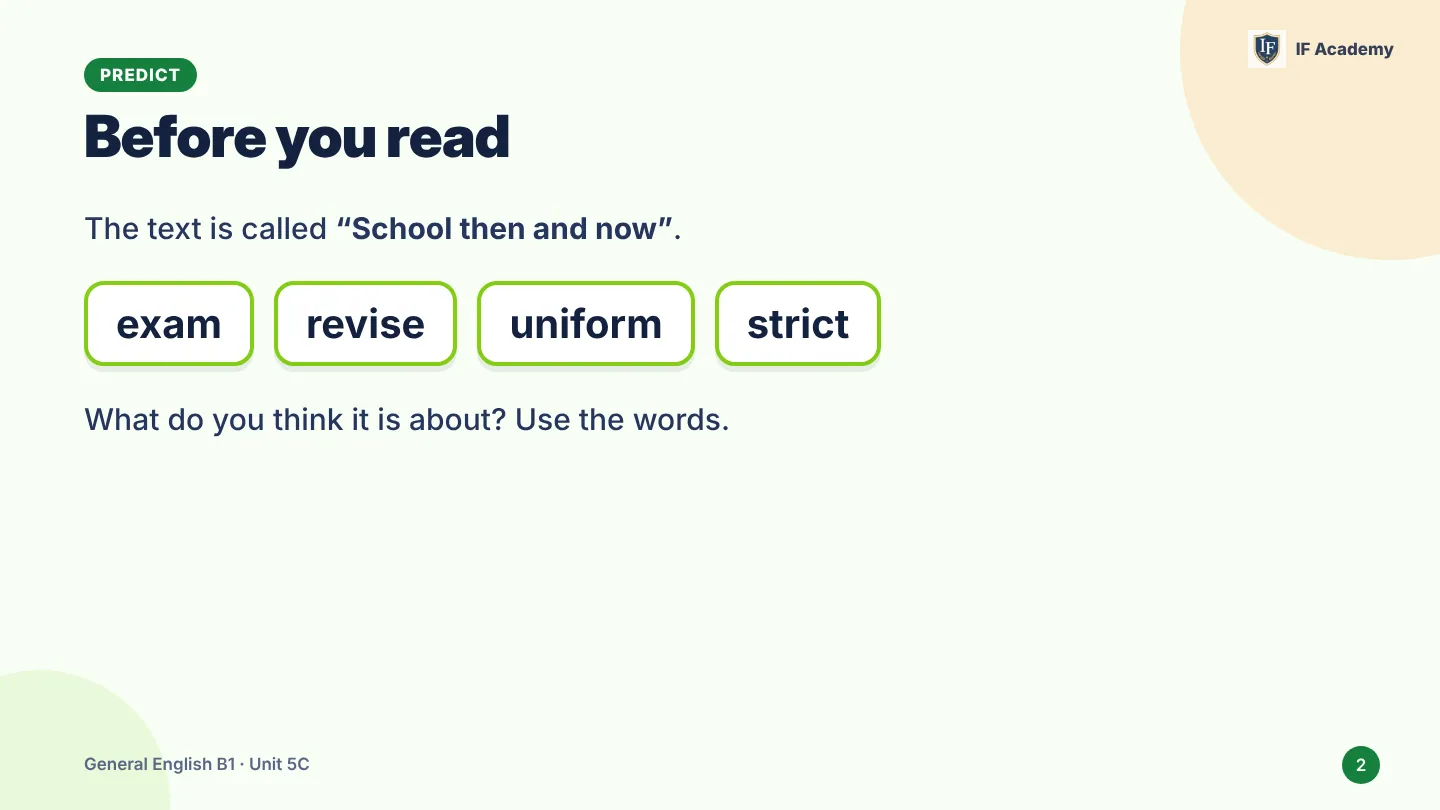 IF
IF Academy
PREDICT
Before you read
The text is called “School then and now”.
exam
revise
uniform
strict
What do you think it is about? Use the words.
General English B1 · Unit 5C
2